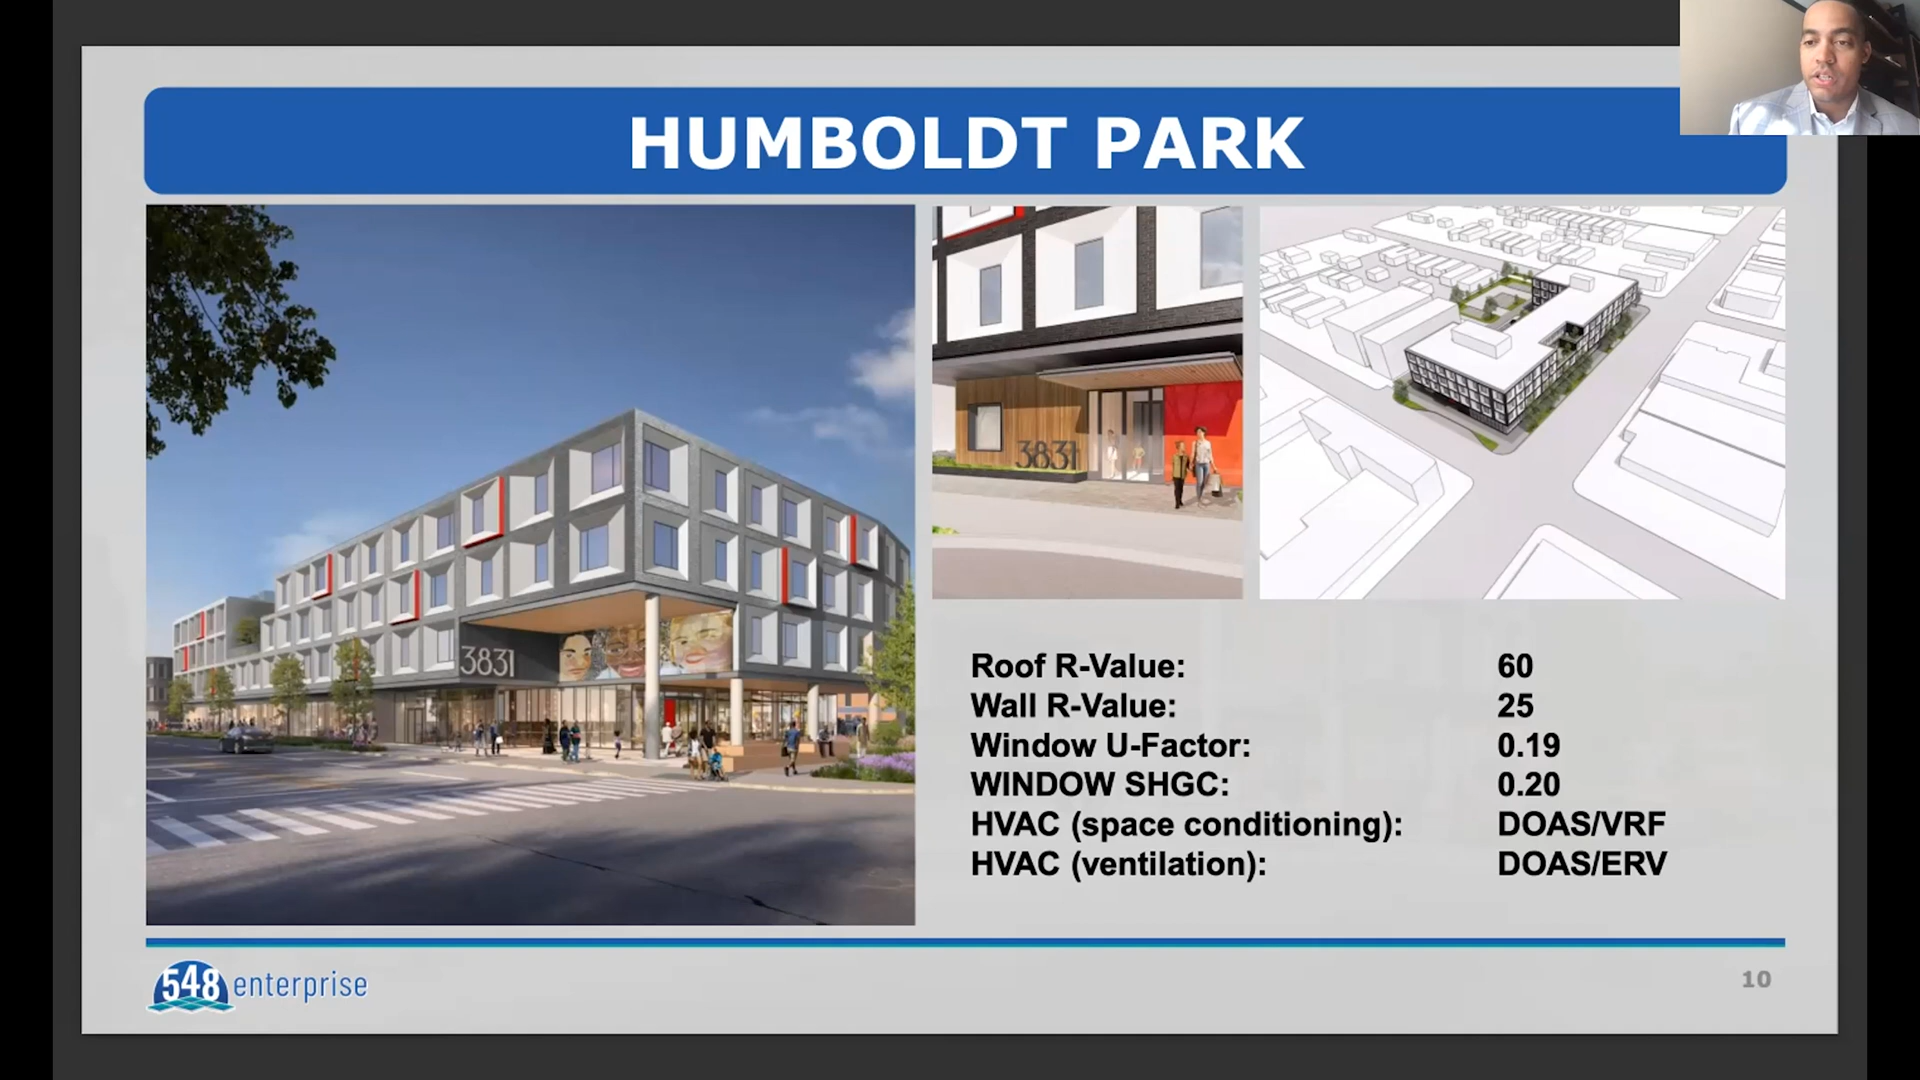 HUMBOLDT PARK
3831
3831
Roof R-Value: 60
Wall R-Value: 25
Window U-Factor: 0.19
WINDOW SHGC: 0.20
HVAC (space conditioning): DOAS/VRF
HVAC (ventilation): DOAS/ERV
548 enterprise
10